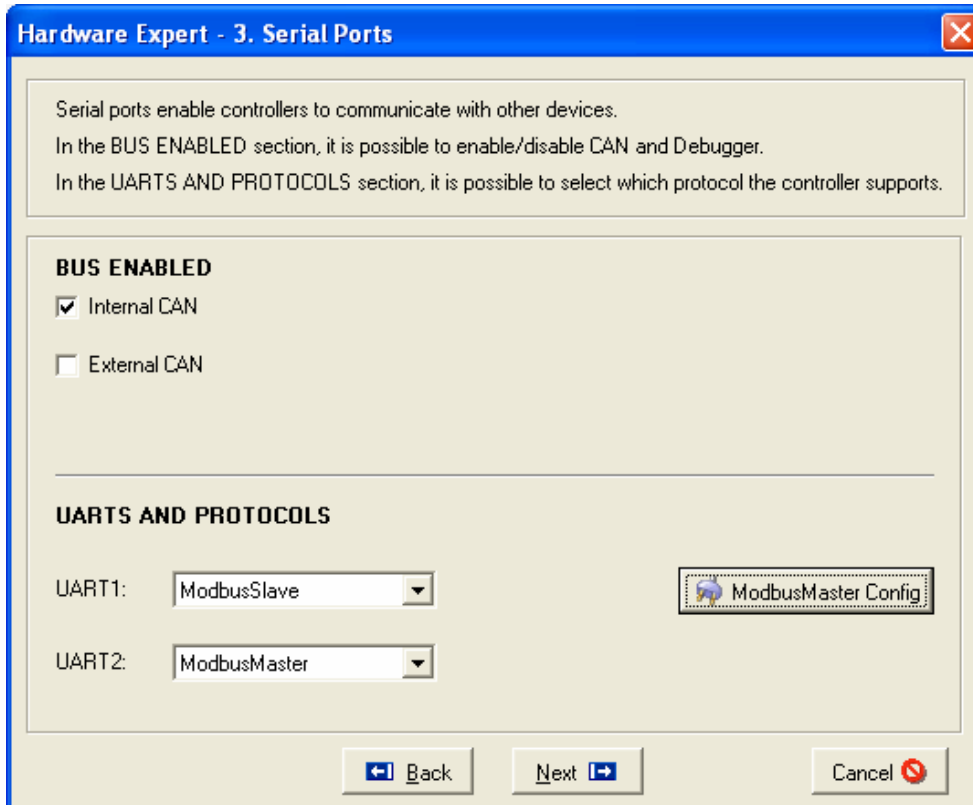 Hardware Expert - 3. Serial Ports
Serial ports enable controllers to communicate with other devices.
In the BUS ENABLED section, it is possible to enable/disable CAN and Debugger.
In the UARTS AND PROTOCOLS section, it is possible to select which protocol the controller supports.
BUS ENABLED
Internal CAN
External CAN
UARTS AND PROTOCOLS
UART1: ModbusSlave ModbusMaster Config
UART2: ModbusMaster
Back Next Cancel